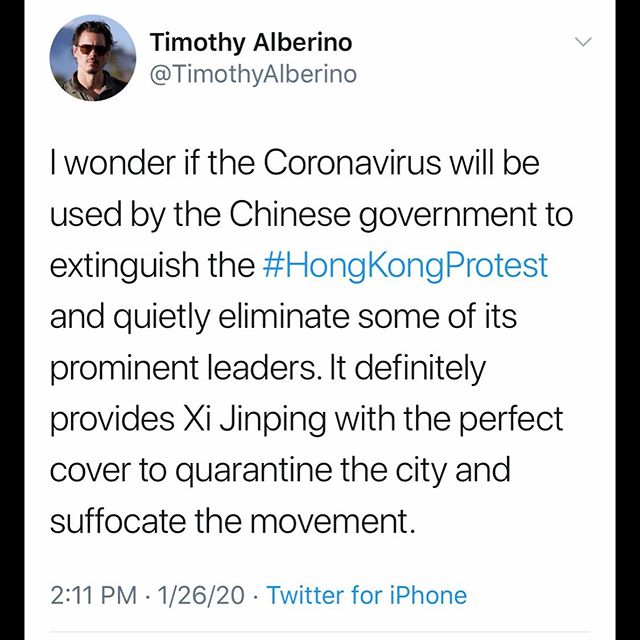 Timothy Alberino
@TimothyAlberino
I wonder if the Coronavirus will be
used by the Chinese government to
extinguish the #HongKongProtest
and quietly eliminate some of its
prominent leaders. It definitely
provides Xi Jinping with the perfect
cover to quarantine the city and
suffocate the movement.
2:11 PM · 1/26/20 · Twitter for iPhone